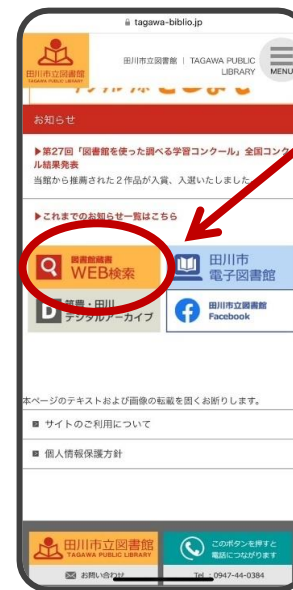 tagawa-biblio.jp
田川市立図書館
TAGAWA PUBLIC LIBRARY
田川市立図書館 | TAGAWA PUBLIC
LIBRARY
MENU
お知らせ
▶第27回「図書館を使った調べる学習コンクール」全国コンク
ル結果発表
当館から推薦された2作品が入賞、入選いたしました
▶これまでのお知らせ一覧はこちら
図書館蔵書
WEB検索
田川市
電子図書館
筑豊・田川
デジタルアーカイブ
田川市立図書館
Facebook
本ページのテキストおよび画像の転載を固くお断りします。
サイトのご利用について
個人情報保護方針
田川市立図書館
TAGAWA PUBLIC LIBRARY
このボタンを押すと
電話につながります
お問い合わせ
Tel：0947-44-0384